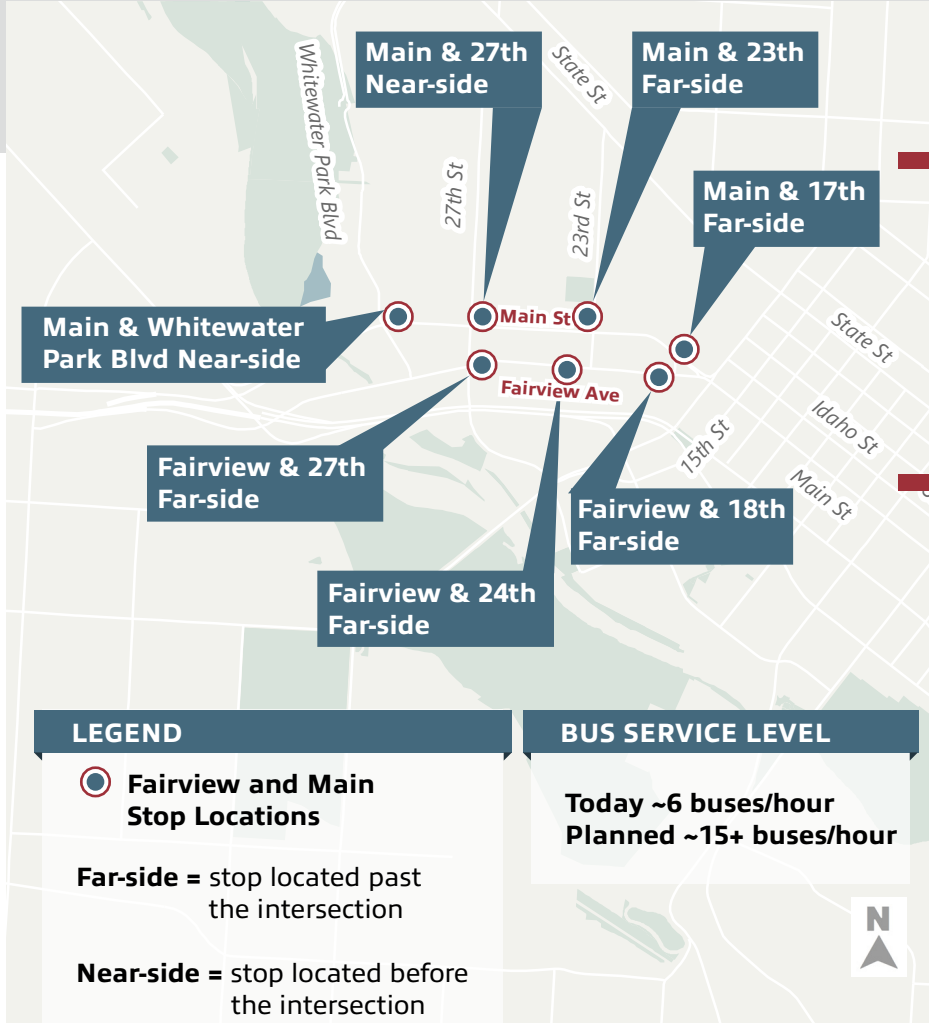 Whitewater Park Blvd
Main & 27th
Near-side
State St
Main & 23th
Far-side
27th St
23rd St
Main & 17th
Far-side
Main & Whitewater
Park Blvd Near-side
Main St
State St
Fairview Ave
Idaho St
15th St
Main St
Fairview & 27th
Far-side
Fairview & 18th
Far-side
Fairview & 24th
Far-side
LEGEND
Fairview and Main
Stop Locations
Far-side = stop located past
the intersection
Near-side = stop located before
the intersection
BUS SERVICE LEVEL
Today ~6 buses/hour
Planned ~15+ buses/hour
N